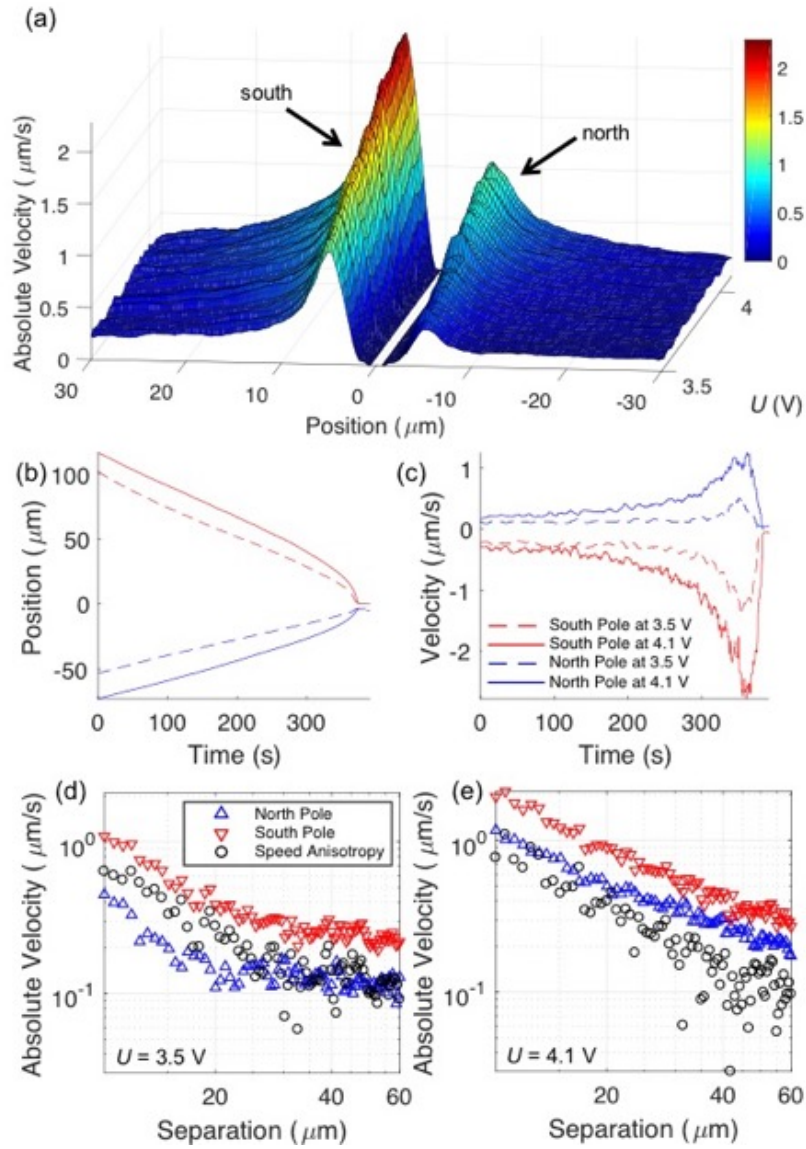 (a)
south
north
Absolute Velocity ( μm/s)
2
1.5
1
0.5
0
30
20
10
0
-10
-20
-30
Position ( μm)
3.5
4
U (V)
2
1.5
1
0.5
0
(b)
Position ( μm)
100
50
0
-50
0
100
200
300
Time (s)
(c)
Velocity ( μm/s)
1
0
-1
-2
South Pole at 3.5 V
South Pole at 4.1 V
North Pole at 3.5 V
North Pole at 4.1 V
0
100
200
300
Time (s)
(d)
Absolute Velocity ( μm/s)
10⁰
10⁻¹
North Pole
South Pole
Speed Anisotropy
U = 3.5 V
20
40
60
Separation ( μm)
(e)
Absolute Velocity ( μm/s)
10⁰
10⁻¹
U = 4.1 V
20
40
60
Separation ( μm)